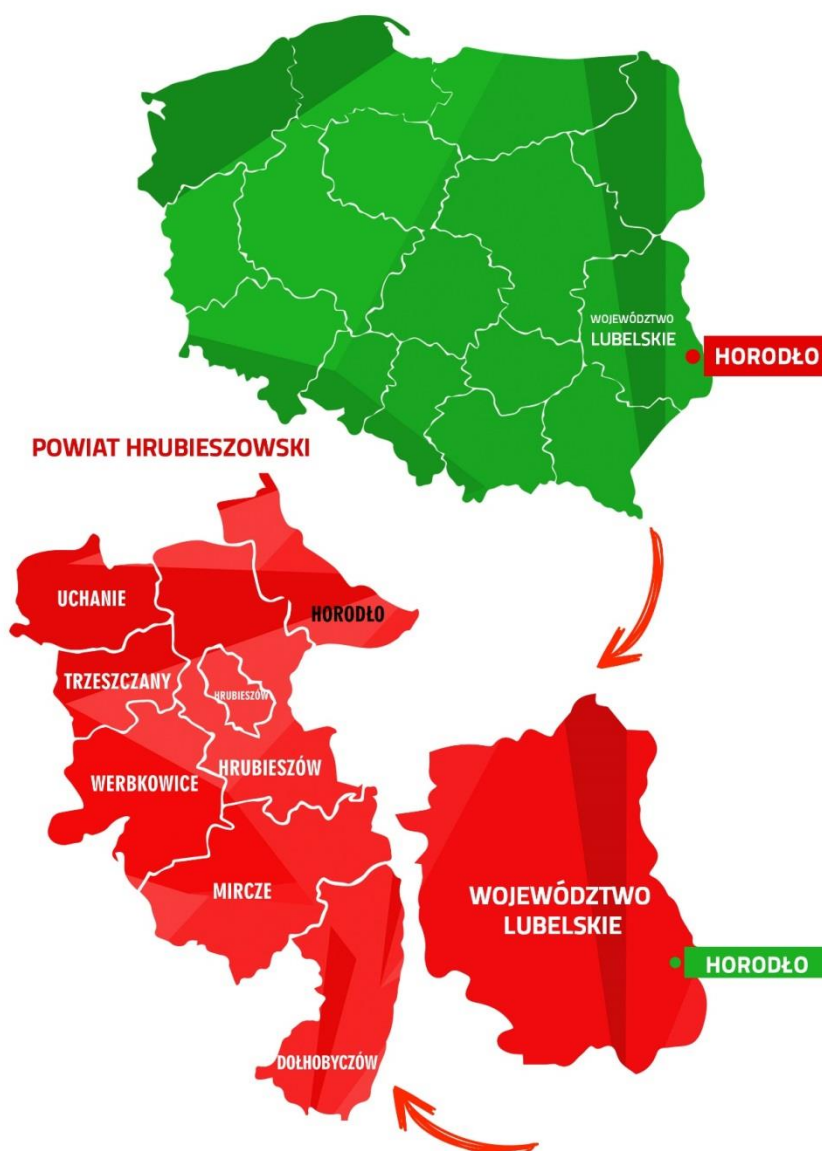 WOJEWÓDZTWO
LUBELSKIE
HORODŁO
POWIAT HRUBIESZOWSKI
UCHANIE
HORODŁO
TRZESZCZANY
HRUBIESZÓW
HRUBIESZÓW
WERBKOWICE
MIRCZE
WOJEWÓDZTWO
LUBELSKIE
HORODŁO
DOŁHOBYCZÓW